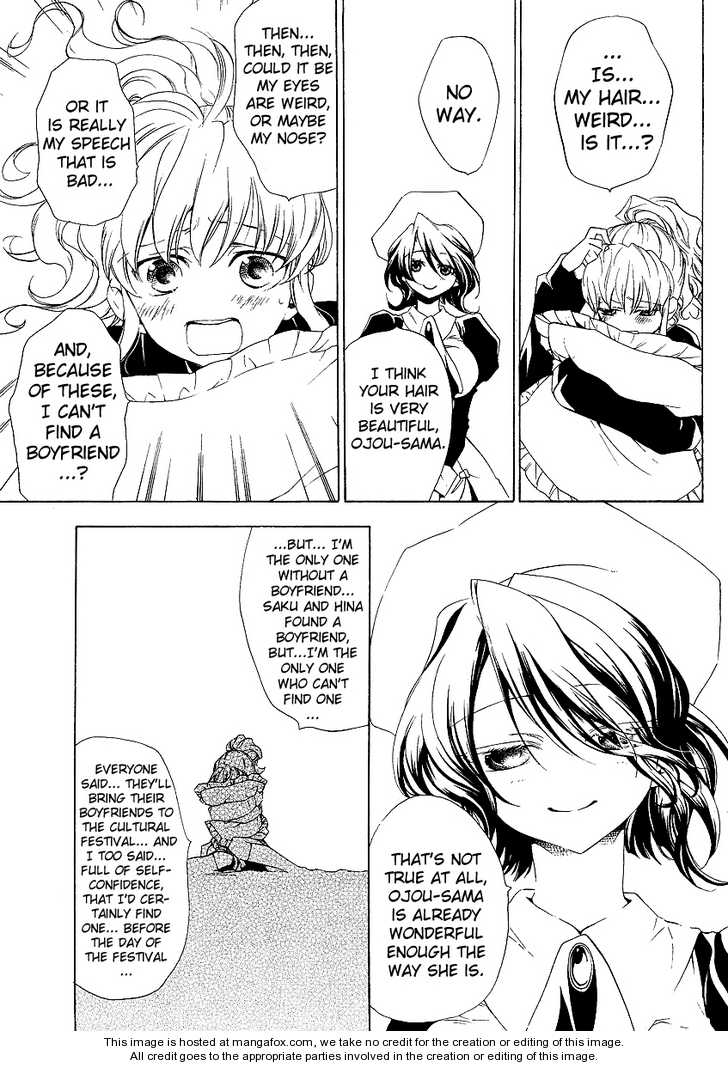 ...
IS...
MY HAIR...
WEIRD...
IS IT...?
NO
WAY.
I THINK
YOUR HAIR
IS VERY
BEAUTIFUL,
OJOU-SAMA.
THEN...
THEN, THEN,
COULD IT BE
MY EYES
ARE WEIRD,
OR MAYBE
MY NOSE?
OR IT
IS REALLY
MY SPEECH
THAT IS
BAD...
AND,
BECAUSE
OF THESE,
I CAN'T
FIND A
BOYFRIEND
...?
THAT'S NOT
TRUE AT ALL,
OJOU-SAMA
IS ALREADY
WONDERFUL
ENOUGH THE
WAY SHE IS.
...BUT... I'M
THE ONLY ONE
WITHOUT A
BOYFRIEND...
SAKU AND HINA
FOUND A
BOYFRIEND,
BUT...I'M THE
ONLY ONE
WHO CAN'T
FIND ONE
...
EVERYONE
SAID... THEY'LL
BRING THEIR
BOYFRIENDS TO
THE CULTURAL
FESTIVAL... AND
I TOO SAID...
FULL OF SELF-
CONFIDENCE,
THAT I'D CER-
TAINLY FIND
ONE... BEFORE
THE DAY OF
THE FESTIVAL
...
This image is hosted at mangafox.com, we take no credit for the creation or editing of this image.
All credit goes to the appropriate parties involved in the creation or editing of this image.